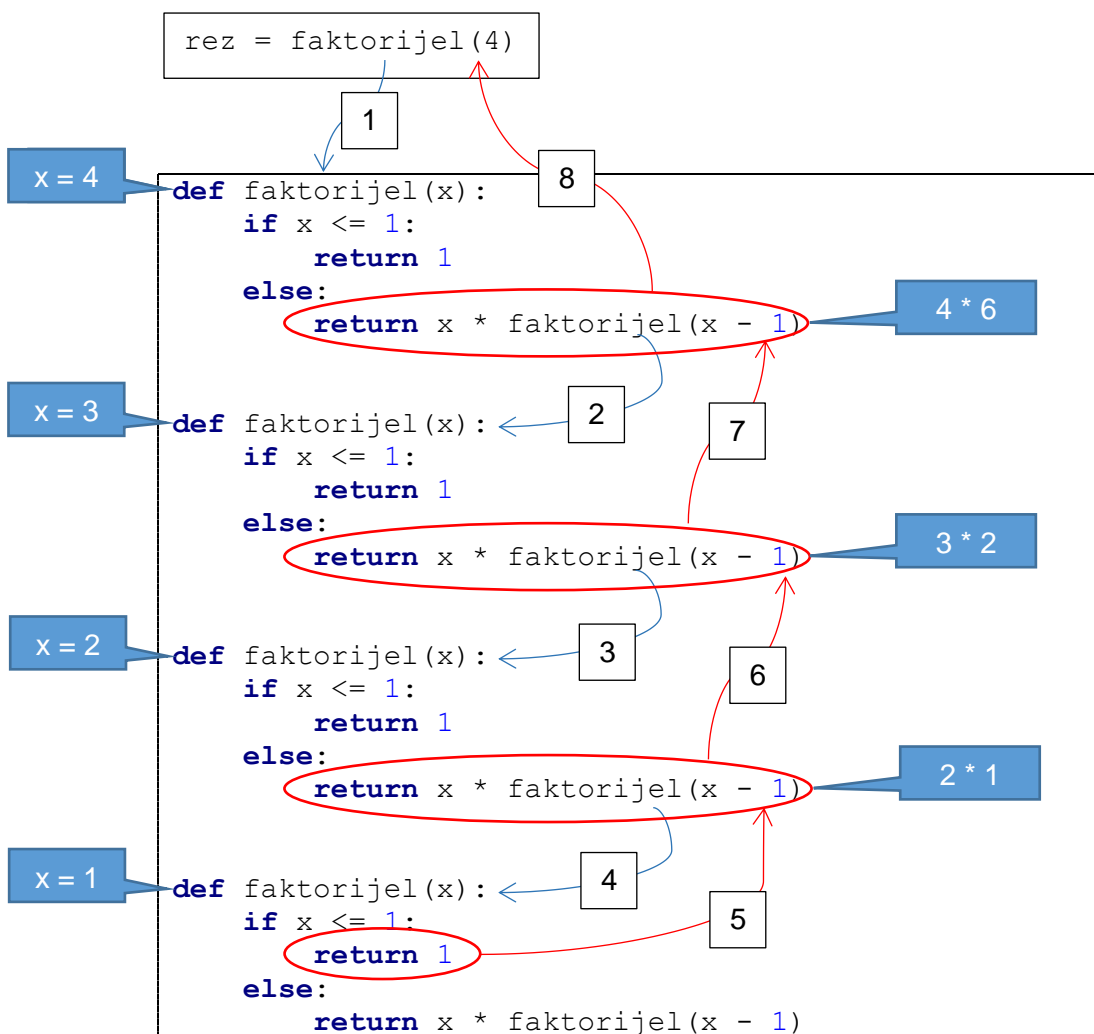 rez = faktorijel(4)
1
8
x = 4
def faktorijel(x):
if x <= 1:
return 1
else:
return x * faktorijel(x - 1)
4 * 6
2
7
x = 3
def faktorijel(x):
if x <= 1:
return 1
else:
return x * faktorijel(x - 1)
3 * 2
3
6
x = 2
def faktorijel(x):
if x <= 1:
return 1
else:
return x * faktorijel(x - 1)
2 * 1
4
5
x = 1
def faktorijel(x):
if x <= 1:
return 1
else:
return x * faktorijel(x - 1)